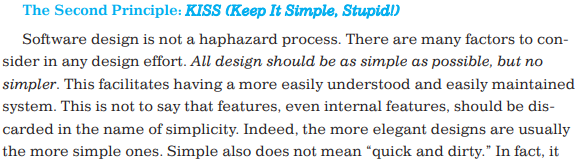 The Second Principle: KISS (Keep It Simple, Stupid!)
Software design is not a haphazard process. There are many factors to con-
sider in any design effort. All design should be as simple as possible, but no
simpler. This facilitates having a more easily understood and easily maintained
system. This is not to say that features, even internal features, should be dis-
carded in the name of simplicity. Indeed, the more elegant designs are usually
the more simple ones. Simple also does not mean “quick and dirty.” In fact, it